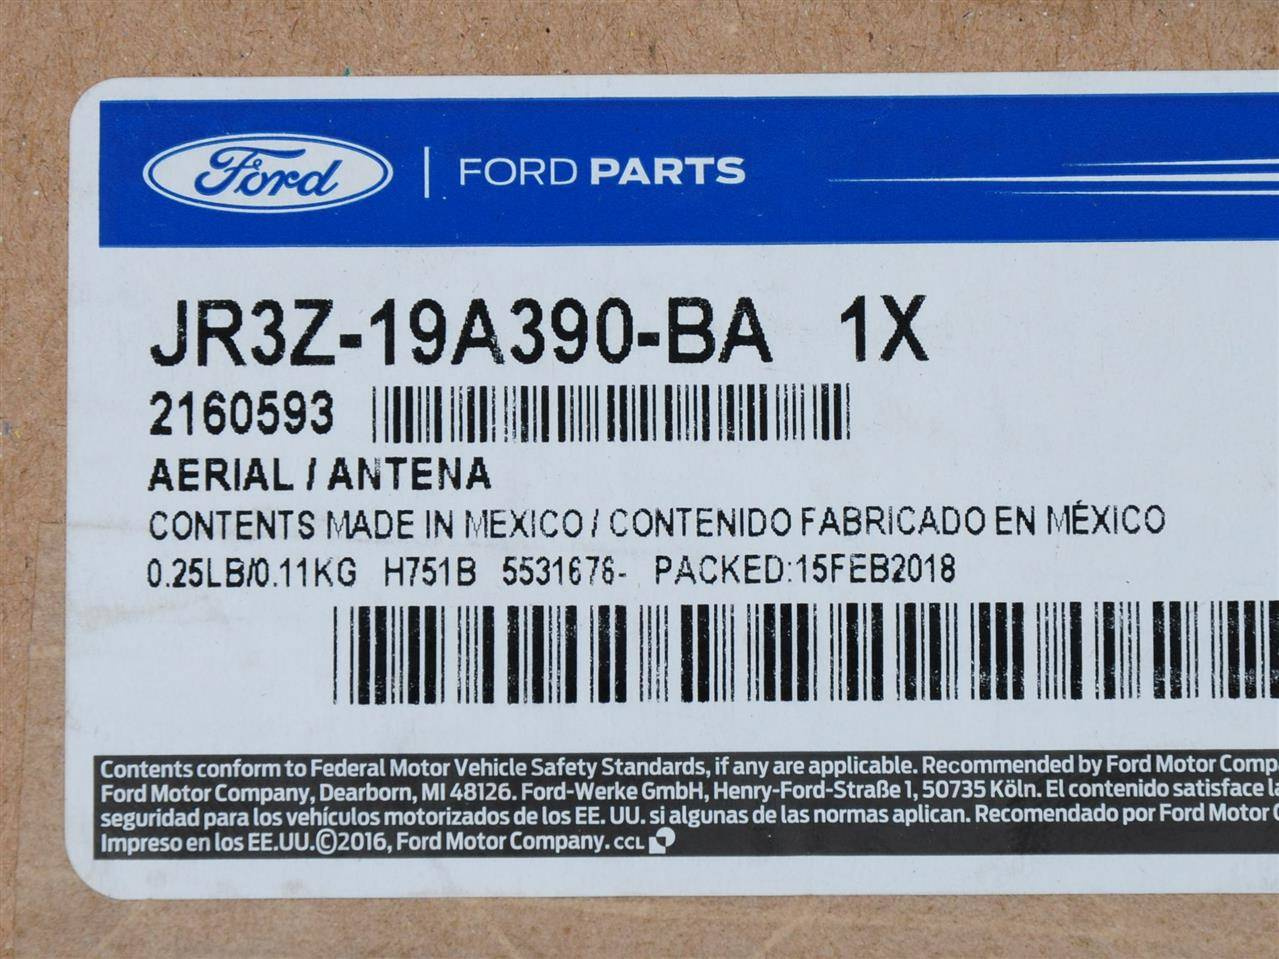 Ford | FORD PARTS
JR3Z-19A390-BA 1X
2160593
AERIAL / ANTENA
CONTENTS MADE IN MEXICO / CONTENIDO FABRICADO EN MÉXICO
0.25LB/0.11KG H751B 5531676- PACKED:15FEB2018
Contents conform to Federal Motor Vehicle Safety Standards, if any are applicable. Recommended by Ford Motor
Ford Motor Company, Dearborn, MI 48126. Ford-Werke GmbH, Henry-Ford-Straße 1, 50735 Köln. El contenido satisface
seguridad para los vehículos motorizados de los EE. UU. si algunas de las normas aplican. Recomendado por Ford Motor
Impreso en los EE.UU.©2016, Ford Motor Company. CCL